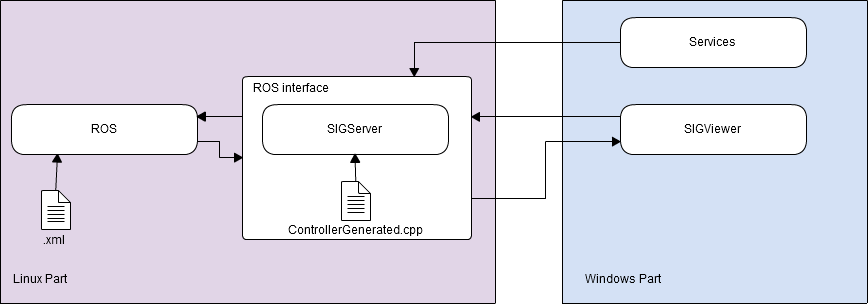 Services
ROS interface
ROS
SIGServer
SIGViewer
.xml
ControllerGenerated.cpp
Linux Part
Windows Part